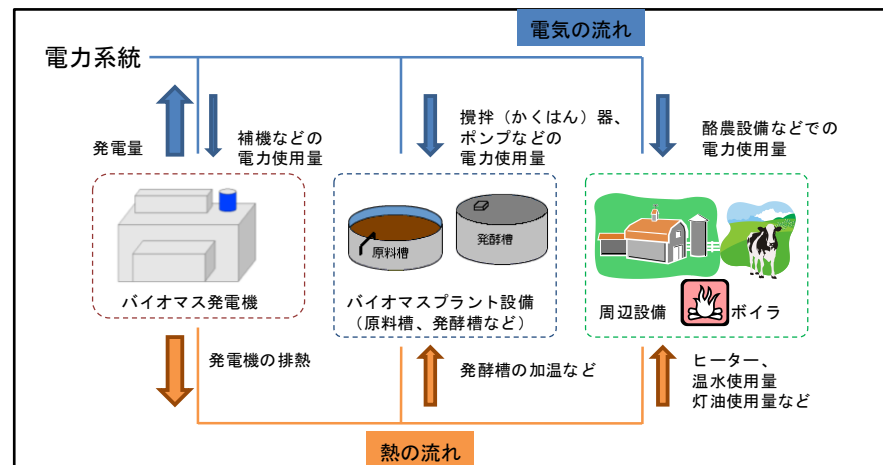 電気の流れ
電力系統
発電量
補機などの
電力使用量
攪拌（かくはん）器、
ポンプなどの
電力使用量
酪農設備などでの
電力使用量
原料槽
発酵槽
バイオマス発電機
バイオマスプラント設備
（原料槽、発酵槽など）
周辺設備
ボイラ
発電機の排熱
発酵槽の加温など
ヒーター、
温水使用量
灯油使用量など
熱の流れ